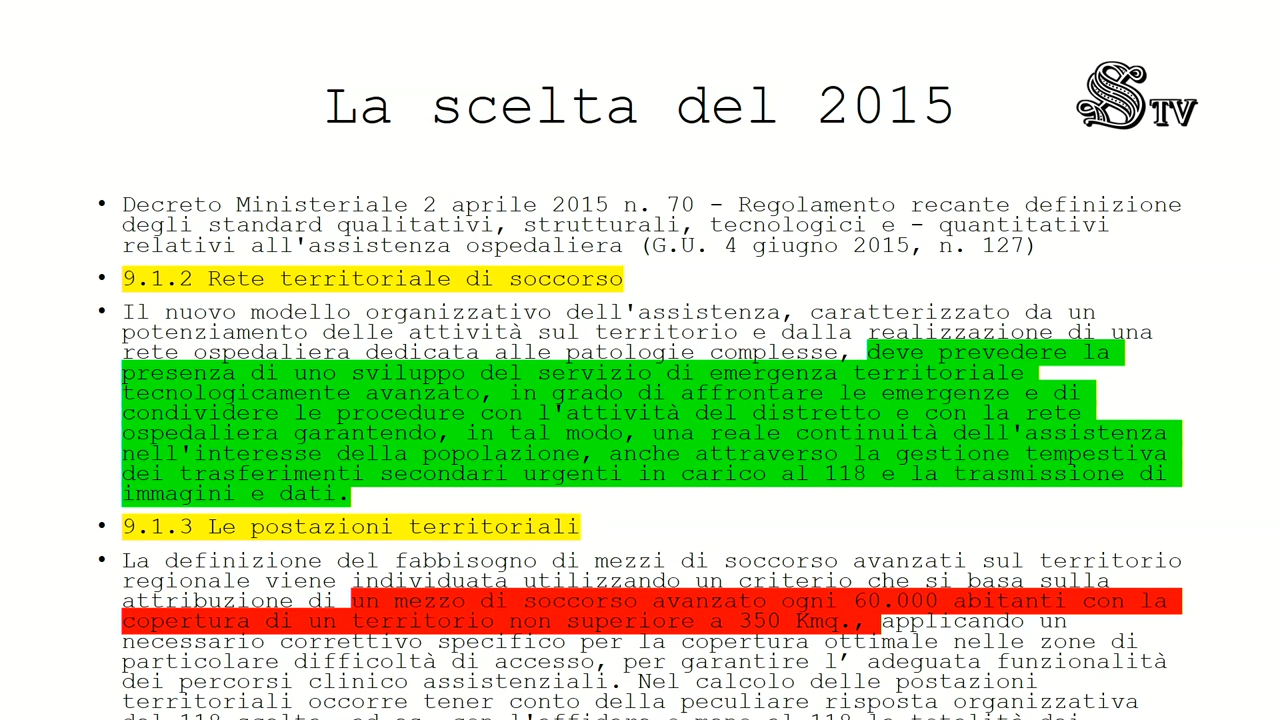 La scelta del 2015
S TV
• Decreto Ministeriale 2 aprile 2015 n. 70 - Regolamento recante definizione
degli standard qualitativi, strutturali, tecnologici e - quantitativi
relativi all'assistenza ospedaliera (G.U. 4 giugno 2015, n. 127)
• 9.1.2 Rete territoriale di soccorso
• Il nuovo modello organizzativo dell'assistenza, caratterizzato da un
potenziamento delle attività sul territorio e dalla realizzazione di una
rete ospedaliera dedicata alle patologie complesse, deve prevedere la
presenza di uno sviluppo del servizio di emergenza territoriale
tecnologicamente avanzato, in grado di affrontare le emergenze e di
condividere le procedure con l'attività del distretto e con la rete
ospedaliera garantendo, in tal modo, una reale continuità dell'assistenza
nell'interesse della popolazione, anche attraverso la gestione tempestiva
dei trasferimenti secondari urgenti in carico al 118 e la trasmissione di
immagini e dati.
• 9.1.3 Le postazioni territoriali
• La definizione del fabbisogno di mezzi di soccorso avanzati sul territorio
regionale viene individuata utilizzando un criterio che si basa sulla
attribuzione di un mezzo di soccorso avanzato ogni 60.000 abitanti con la
copertura di un territorio non superiore a 350 Kmq., applicando un
necessario correttivo specifico per la copertura ottimale nelle zone di
particolare difficoltà di accesso, per garantire l’ adeguata funzionalità
dei percorsi clinico assistenziali. Nel calcolo delle postazioni
territoriali occorre tener conto della peculiare risposta organizzativa